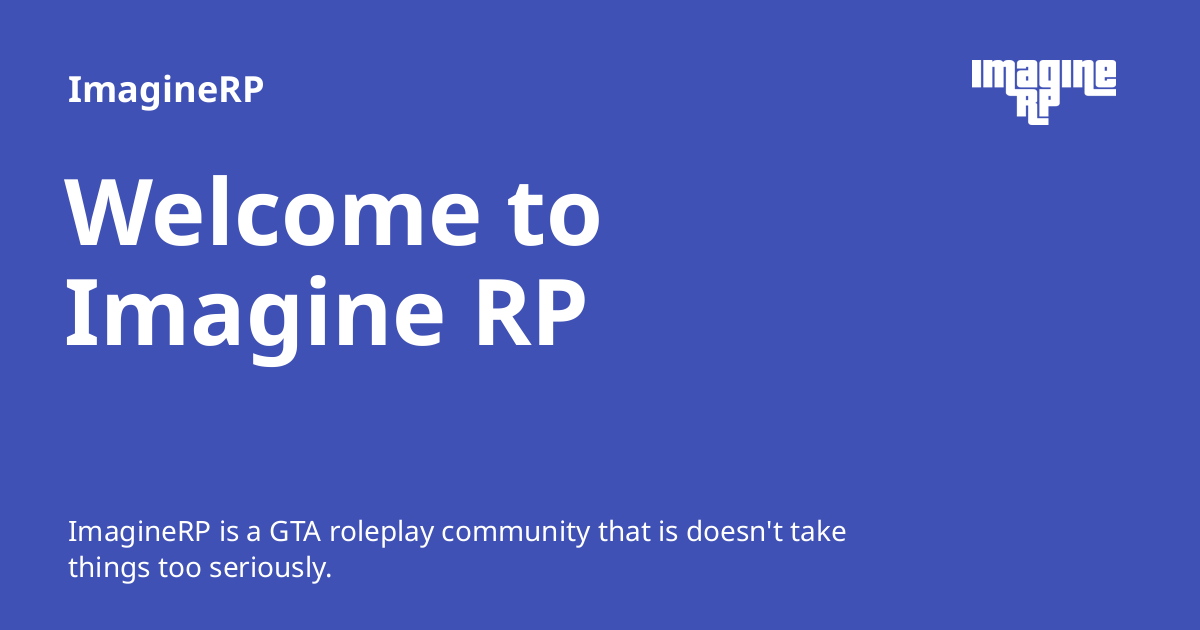 ImagineRP
Imagine
RP
Welcome to
Imagine RP
ImagineRP is a GTA roleplay community that is doesn't take
things too seriously.